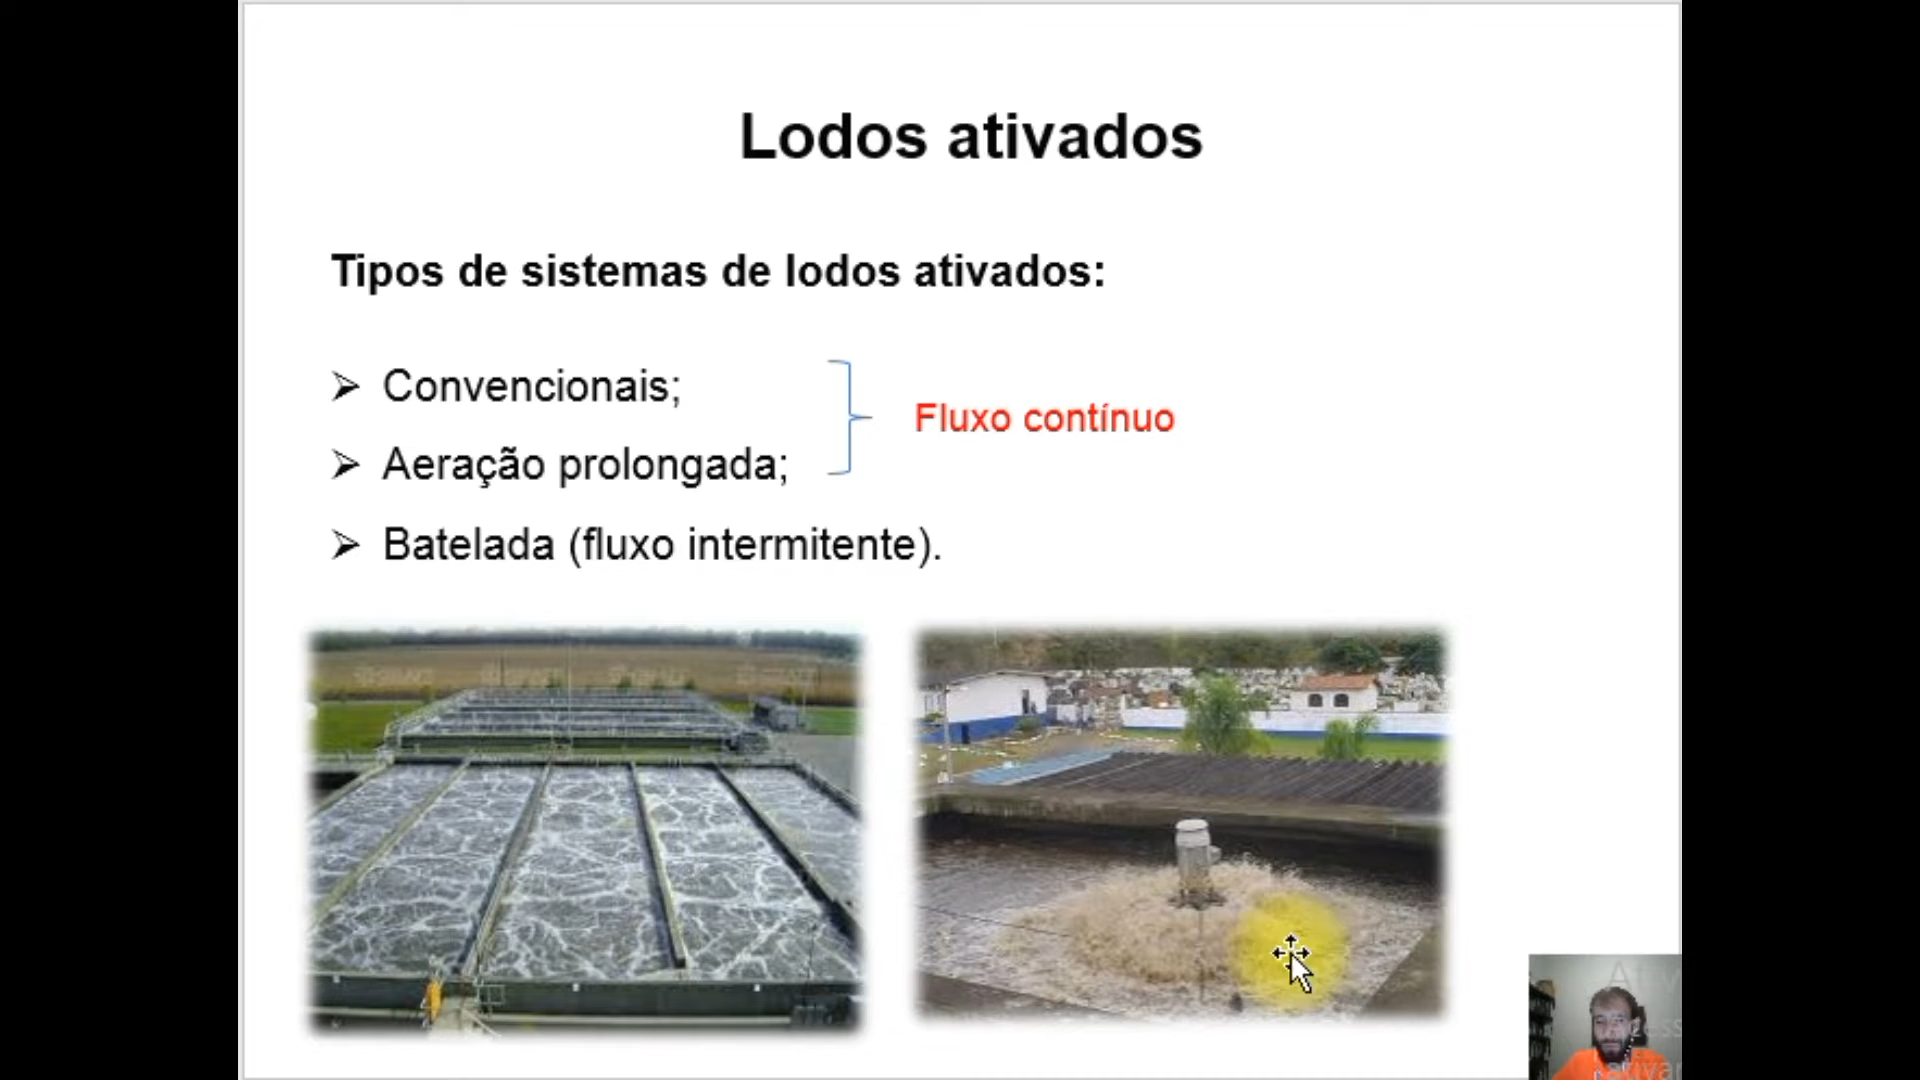 Lodos ativados
Tipos de sistemas de lodos ativados:
➢ Convencionais;
Fluxo contínuo
➢ Aeração prolongada;
➢ Batelada (fluxo intermitente).